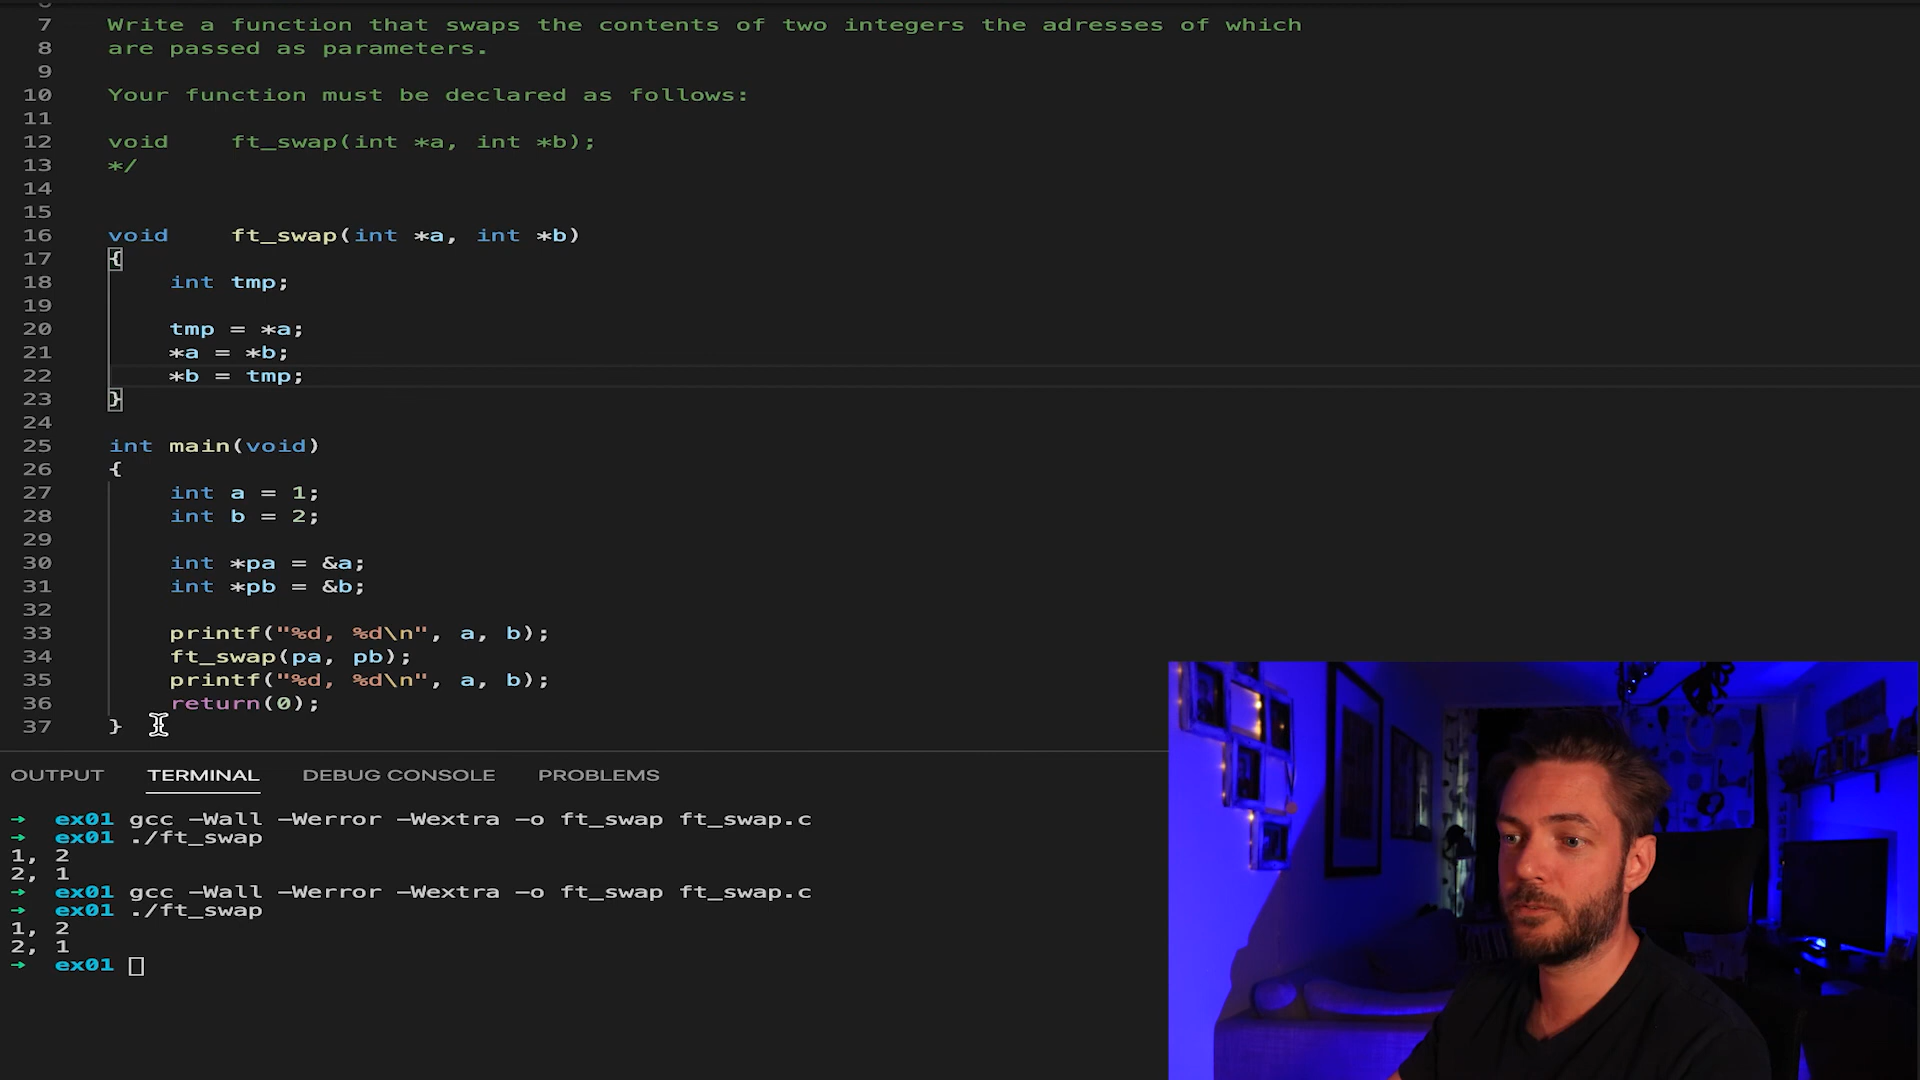 7 Write a function that swaps the contents of two integers the adresses of which
8 are passed as parameters.
9
10 Your function must be declared as follows:
11
12 void    ft_swap(int *a, int *b);
13 */
14
15
16 void    ft_swap(int *a, int *b)
17 {
18     int tmp;
19
20     tmp = *a;
21     *a = *b;
22     *b = tmp;
23 }
24
25 int main(void)
26 {
27     int a = 1;
28     int b = 2;
29
30     int *pa = &a;
31     int *pb = &b;
32
33     printf("%d, %d\n", a, b);
34     ft_swap(pa, pb);
35     printf("%d, %d\n", a, b);
36     return(0);
37 }
OUTPUT TERMINAL DEBUG CONSOLE PROBLEMS
→ ex01 gcc -Wall -Werror -Wextra -o ft_swap ft_swap.c
→ ex01 ./ft_swap
1, 2
2, 1
→ ex01 gcc -Wall -Werror -Wextra -o ft_swap ft_swap.c
→ ex01 ./ft_swap
1, 2
2, 1
→ ex01